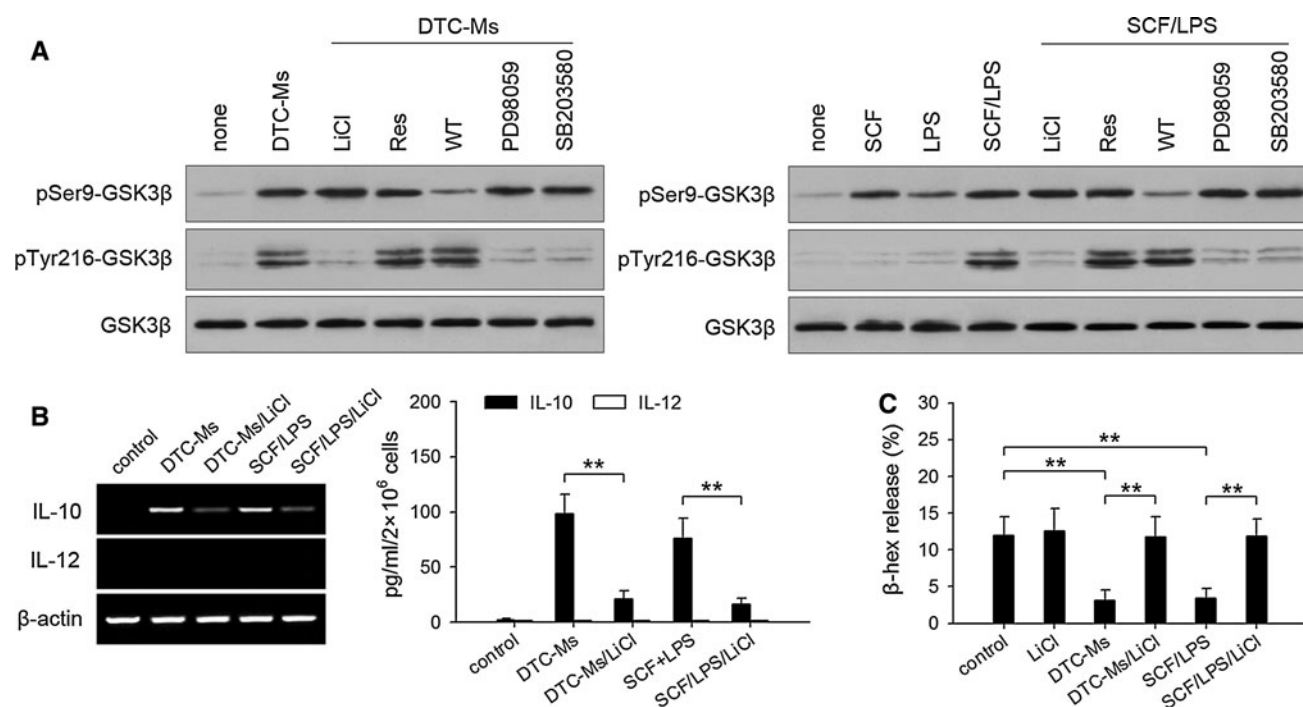 A
DTC-Ms
none
DTC-Ms
LiCl
Res
WT
PD98059
SB203580
pSer9-GSK3β
pTyr216-GSK3β
GSK3β
SCF/LPS
none
SCF
LPS
SCF/LPS
LiCl
Res
WT
PD98059
SB203580
pSer9-GSK3β
pTyr216-GSK3β
GSK3β
B
control
DTC-Ms
DTC-Ms/LiCl
SCF/LPS
SCF/LPS/LiCl
IL-10
IL-12
β-actin
pg/ml/2×10⁶ cells
200
150
100
50
0
IL-10
IL-12
**
**
control
DTC-Ms
DTC-Ms/LiCl
SCF+LPS
SCF/LPS/LiCl
C
β-hex release (%)
30
25
20
15
10
5
0
**
**
**
**
control
LiCl
DTC-Ms
DTC-Ms/LiCl
SCF/LPS
SCF/LPS/LiCl